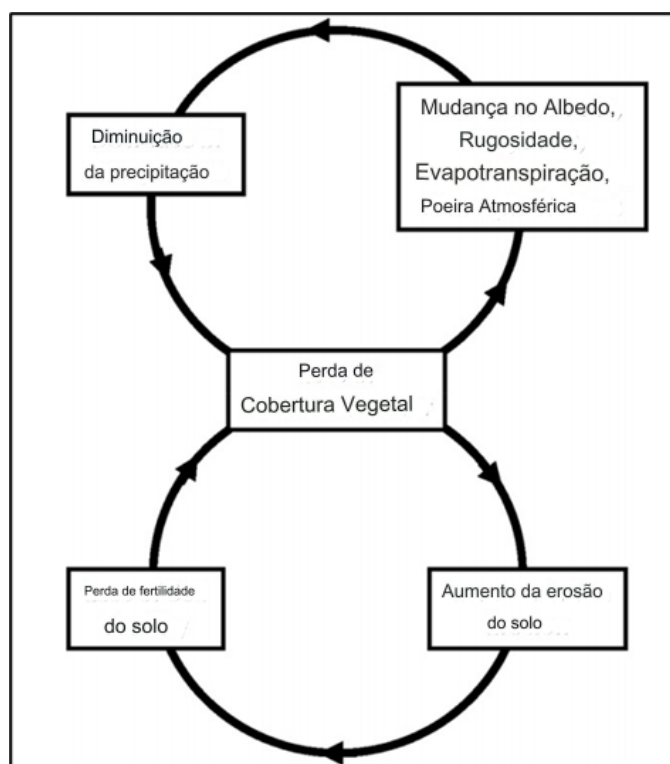 Mudança no Albedo,
Rugosidade,
Evapotranspiração,
Poeira Atmosférica
Diminuição
da precipitação
Perda de
Cobertura Vegetal
Perda de fertilidade
do solo
Aumento da erosão
do solo